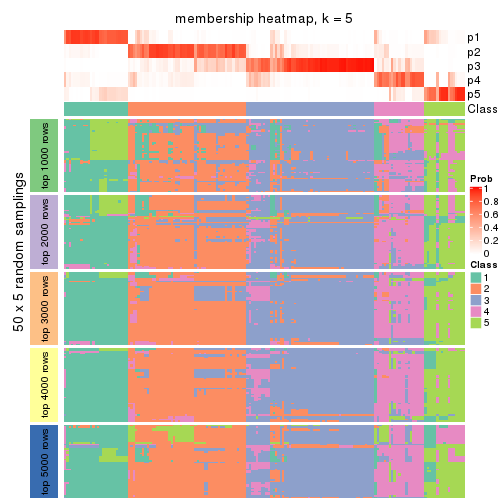 membership heatmap, k = 5
p1
p2
p3
p4
p5
Class
50 x 5 random samplings
top 1000 rows
top 2000 rows
top 3000 rows
top 4000 rows
top 5000 rows
Prob
1
0.8
0.6
0.4
0.2
0
Class
1
2
3
4
5